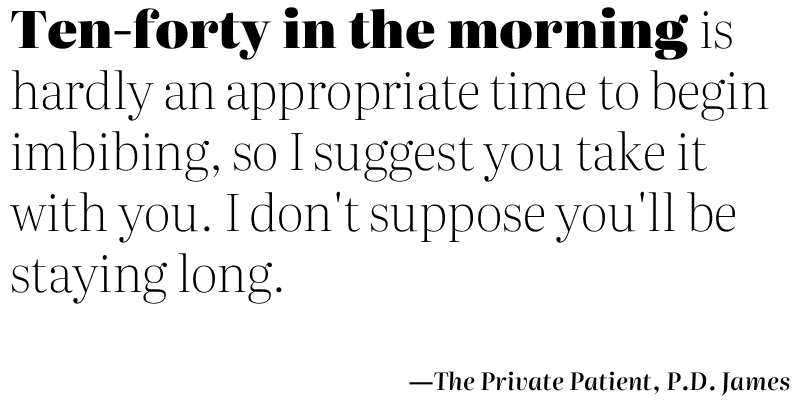 Ten-forty in the morning is
hardly an appropriate time to begin
imbibing, so I suggest you take it
with you. I don't suppose you'll be
staying long.
—The Private Patient, P.D. James